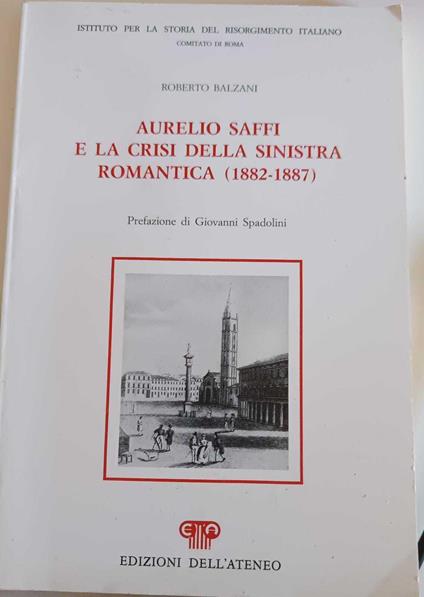 ISTITUTO PER LA STORIA DEL RISORGIMENTO ITALIANO
COMITATO DI ROMA
ROBERTO BALZANI
AURELIO SAFFI
E LA CRISI DELLA SINISTRA
ROMANTICA (1882-1887)
Prefazione di Giovanni Spadolini
EDIZIONI DELL'ATENEO